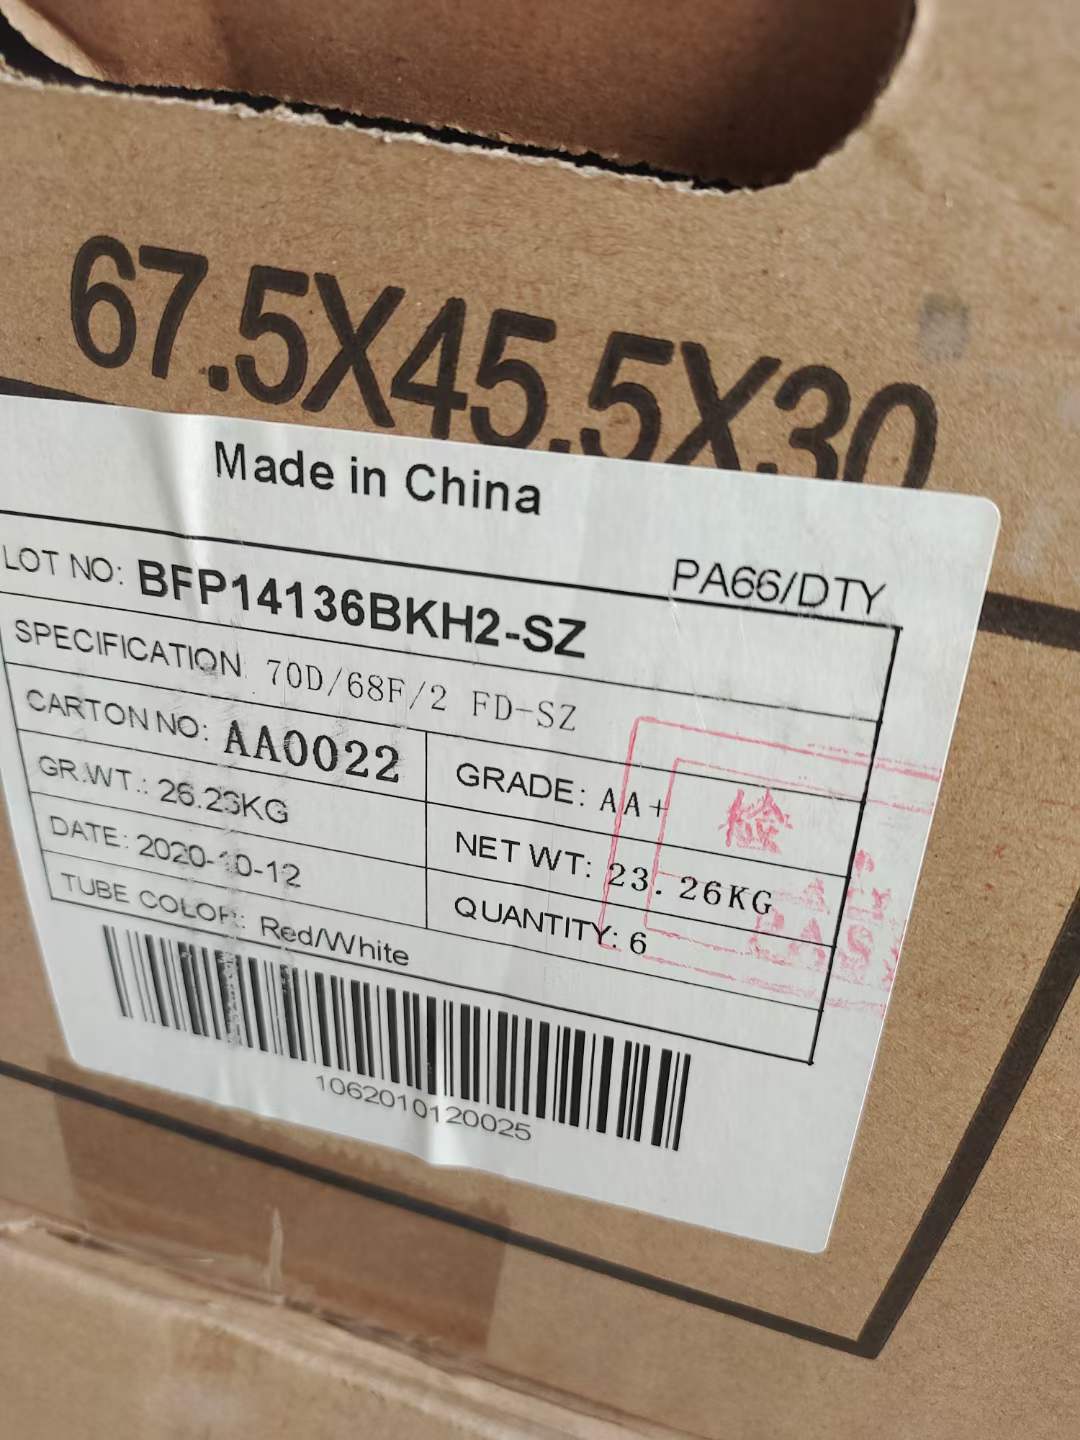 67.5X45.5X30
Made in China
PA66/DTY
LOT NO: BFP14136BKH2-SZ
SPECIFICATION 70D/68F/2 FD-SZ
CARTON NO: AA0022
GRADE: AA+
GR.WT.: 26.26KG
NET WT: 23.26KG
DATE: 2020-10-12
QUANTITY: 6
TUBE COLOR: Red/White
1062010120025
检